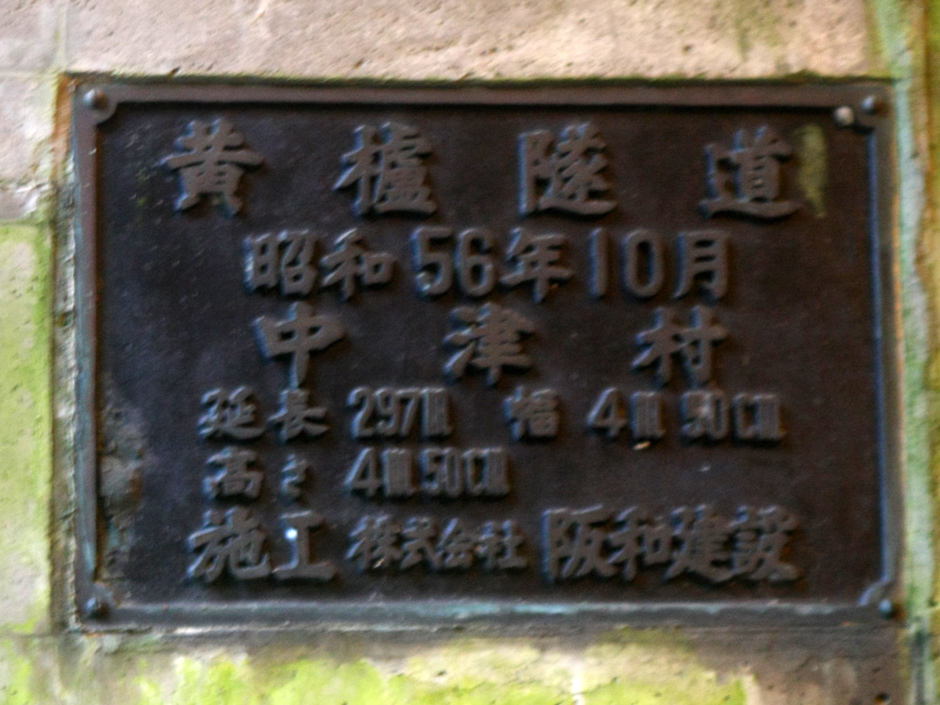 黄櫨隧道
昭和56年10月
中津村
延長 297M 幅 4M 50CM
高さ 4M 50CM
施工 株式会社 阪和建設